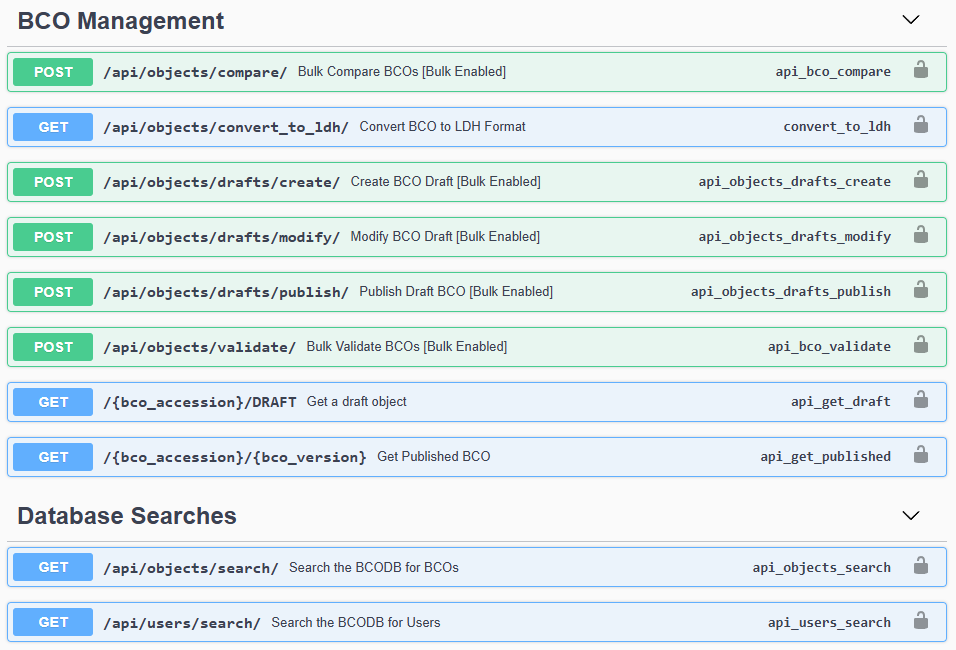 BCO Management
POST /api/objects/compare/ Bulk Compare BCOs [Bulk Enabled] api_bco_compare
GET /api/objects/convert_to_ldh/ Convert BCO to LDH Format convert_to_ldh
POST /api/objects/drafts/create/ Create BCO Draft [Bulk Enabled] api_objects_drafts_create
POST /api/objects/drafts/modify/ Modify BCO Draft [Bulk Enabled] api_objects_drafts_modify
POST /api/objects/drafts/publish/ Publish Draft BCO [Bulk Enabled] api_objects_drafts_publish
POST /api/objects/validate/ Bulk Validate BCOs [Bulk Enabled] api_bco_validate
GET /{bco_accession}/DRAFT Get a draft object api_get_draft
GET /{bco_accession}/{bco_version} Get Published BCO api_get_published
Database Searches
GET /api/objects/search/ Search the BCODB for BCOs api_objects_search
GET /api/users/search/ Search the BCODB for Users api_users_search